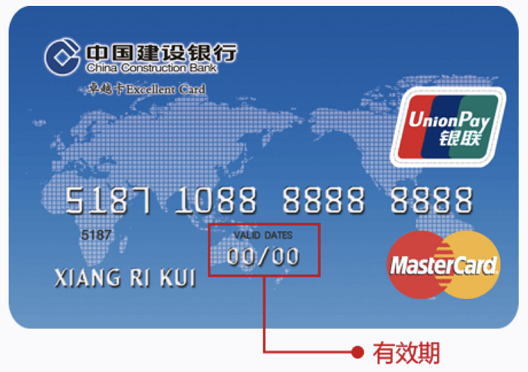 中国建设银行
China Construction Bank
卓越卡Excellent Card
UnionPay
银联
5187 1088 8888 8888
5187
VALID DATES
00/00
XIANG RI KUI
MasterCard
有效期